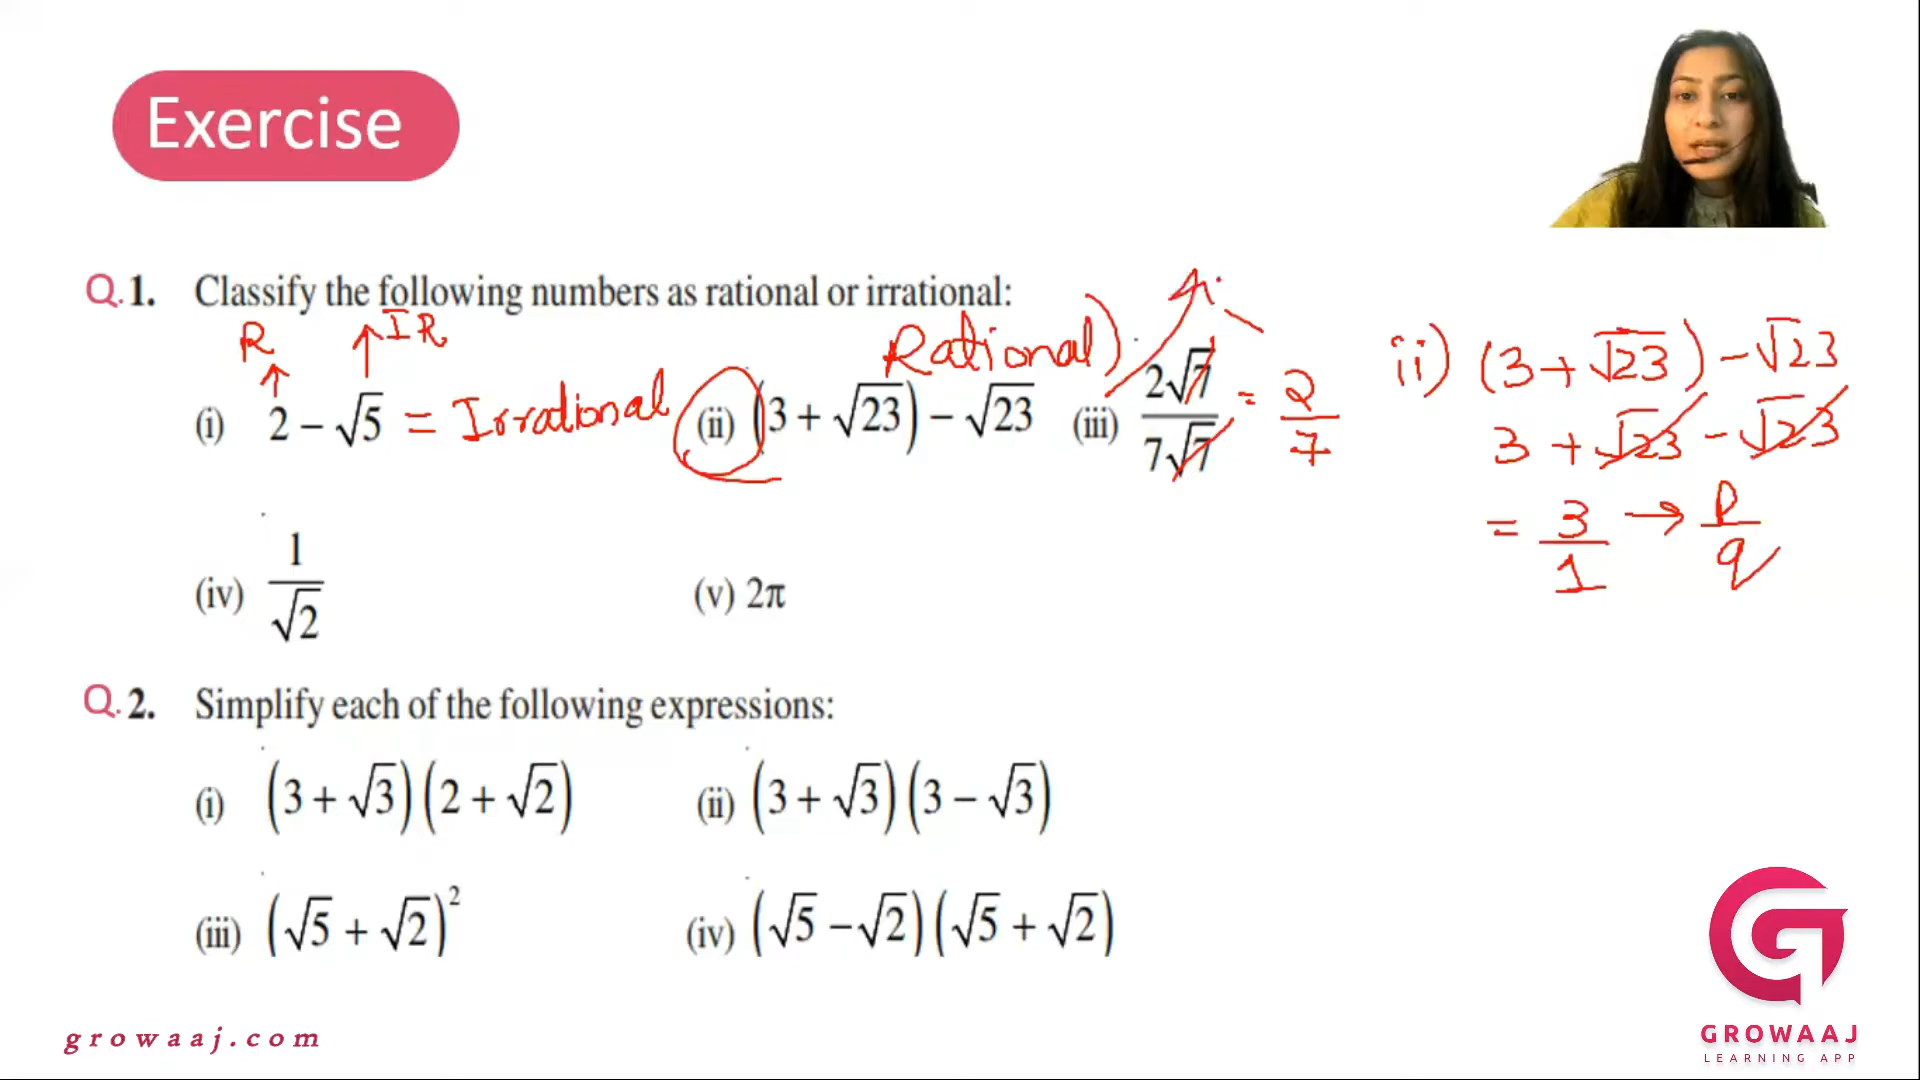 Exercise
Q.1. Classify the following numbers as rational or irrational:
R IR Rational)
(i) 2 − √5 = Irrational (ii) (3 + √23) − √23 (iii) 2√7 / 7√7 = 2/7
ii) (3+√23) − √23
3 + √23 − √23
= 3/1 → p/q
(iv) 1/√2 (v) 2π
Q.2. Simplify each of the following expressions:
(i) (3 + √3)(2 + √2) (ii) (3 + √3)(3 − √3)
(iii) (√5 + √2)² (iv) (√5 − √2)(√5 + √2)
growaaj.com
GROWAAJ
LEARNING APP